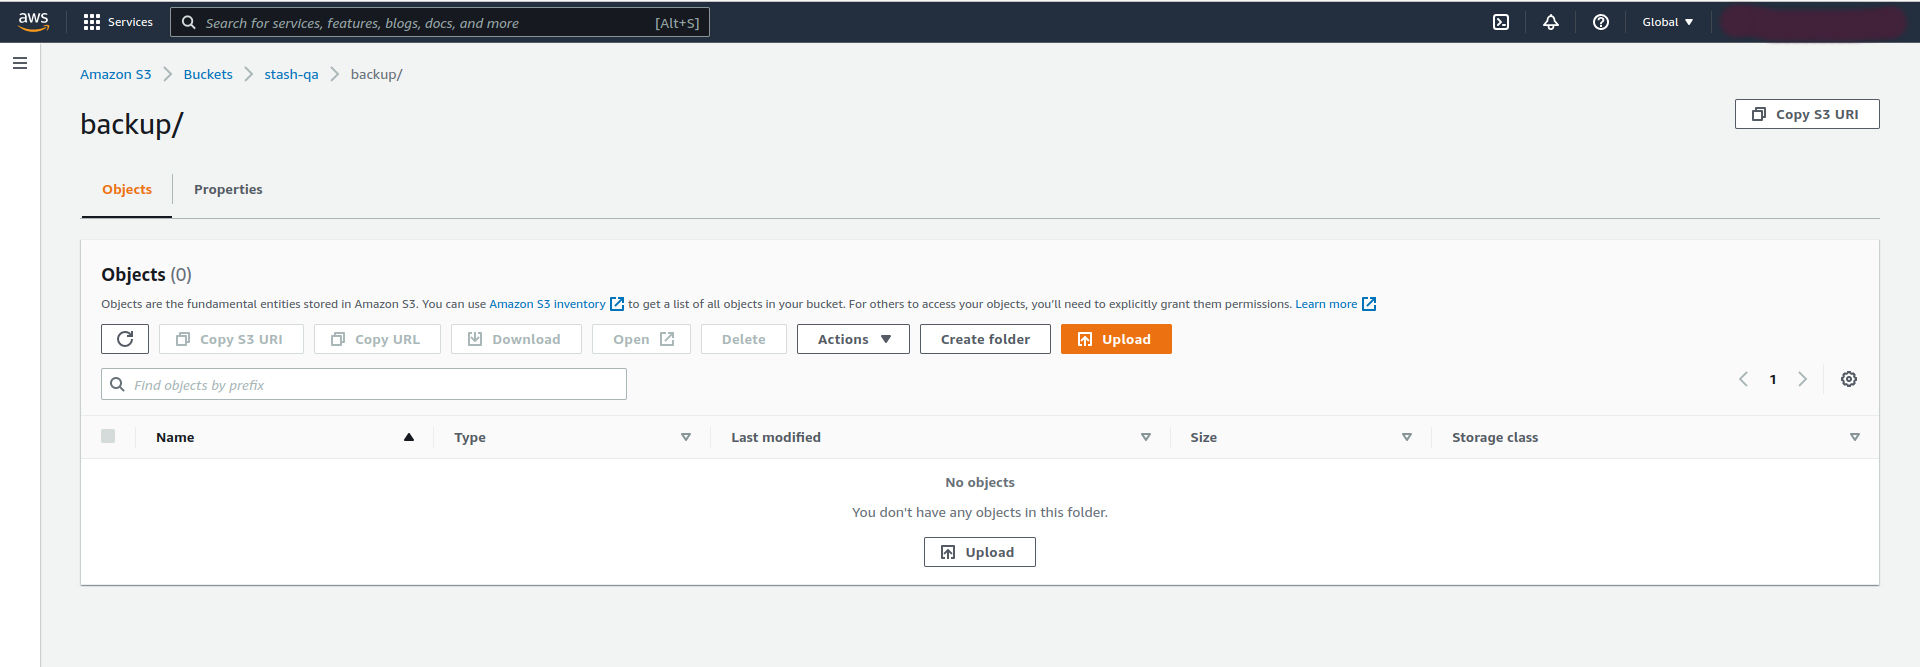 aws Services Search for services, features, blogs, docs, and more [Alt+S] Global
Amazon S3 Buckets stash-qa backup/
backup/
Copy S3 URI
Objects Properties
Objects (0)
Objects are the fundamental entities stored in Amazon S3. You can use Amazon S3 inventory to get a list of all objects in your bucket. For others to access your objects, you'll need to explicitly grant them permissions. Learn more
Copy S3 URI Copy URL Download Open Delete Actions Create folder Upload
Find objects by prefix 1
Name Type Last modified Size Storage class
No objects
You don't have any objects in this folder.
Upload